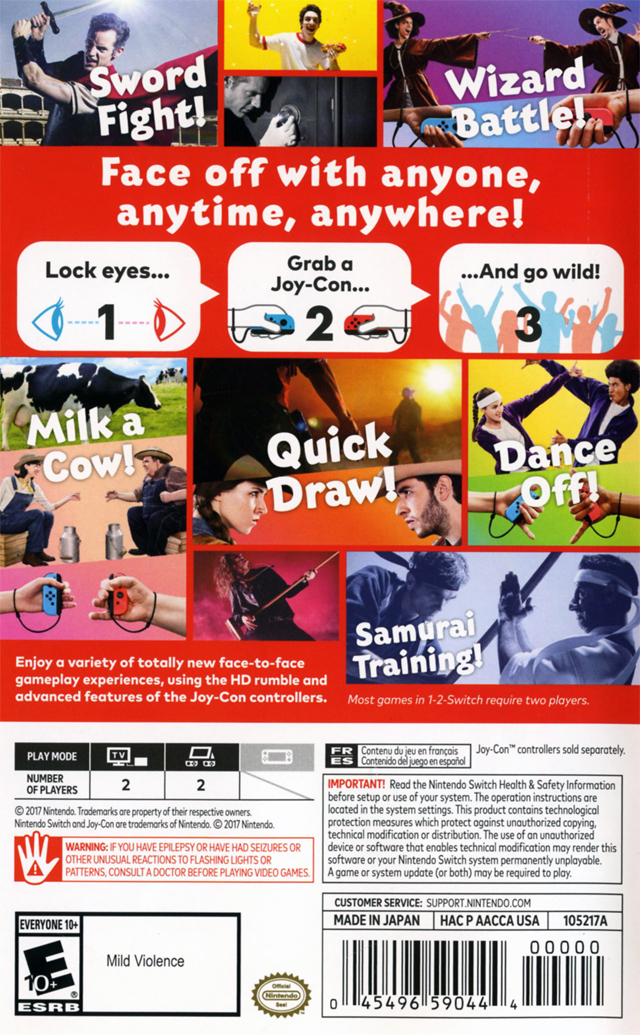 Sword
Fight!
Wizard
Battle!
Face off with anyone,
anytime, anywhere!
Lock eyes...
1
Grab a
Joy-Con...
2
...And go wild!
3
Milk a
Cow!
Quick
Draw!
Dance
Off!
Samurai
Training!
Enjoy a variety of totally new face-to-face
gameplay experiences, using the HD rumble and
advanced features of the Joy-Con controllers.
Most games in 1-2-Switch require two players.
PLAY MODE
TV
NUMBER
OF PLAYERS
2
2
FR
ES
Contenu du jeu en français
Contenido del juego en español
Joy-Con™ controllers sold separately.
© 2017 Nintendo. Trademarks are property of their respective owners.
Nintendo Switch and Joy-Con are trademarks of Nintendo. © 2017 Nintendo.
WARNING: IF YOU HAVE EPILEPSY OR HAVE HAD SEIZURES OR
OTHER UNUSUAL REACTIONS TO FLASHING LIGHTS OR
PATTERNS, CONSULT A DOCTOR BEFORE PLAYING VIDEO GAMES.
IMPORTANT! Read the Nintendo Switch Health & Safety Information
before setup or use of your system. The operation instructions are
located in the system settings. This product contains technological
protection measures which protect against unauthorized copying,
technical modification or distribution. The use of an unauthorized
device or software that enables technical modification may render this
software or your Nintendo Switch system permanently unplayable.
A game or system update (or both) may be required to play.
CUSTOMER SERVICE: SUPPORT.NINTENDO.COM
MADE IN JAPAN
HAC P AACCA USA
105217A
EVERYONE 10+
E
10+
®
ESRB
Mild Violence
Official
Nintendo
Seal
00000
0 45496 59044 4